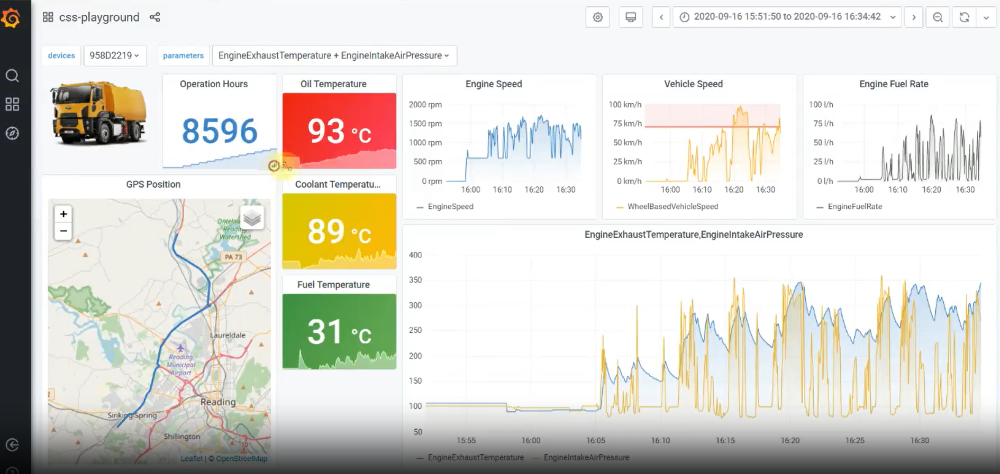 css-playground
2020-09-16 15:51:50 to 2020-09-16 16:34:42
devices
958D2219
parameters
EngineExhaustTemperature + EngineIntakeAirPressure
Operation Hours
8596
Oil Temperature
93 °C
Engine Speed
2000 rpm
1500 rpm
1000 rpm
500 rpm
0 rpm
16:00 16:10 16:20 16:30
EngineSpeed
Vehicle Speed
100 km/h
75 km/h
50 km/h
25 km/h
0 km/h
16:00 16:10 16:20 16:30
WheelBasedVehicleSpeed
Engine Fuel Rate
100 l/h
75 l/h
50 l/h
25 l/h
0 l/h
16:00 16:10 16:20 16:30
EngineFuelRate
GPS Position
+
−
Reading
Watershed
PA 73
Laureldale
Reading
Municipal
Airport
2
Reading
Sinking Spring
Shillington
10
Leaflet | © OpenStreetMap
Coolant Temperatu...
89 °C
Fuel Temperature
31 °C
EngineExhaustTemperature,EngineIntakeAirPressure
400
350
300
250
200
150
100
50
15:55 16:00 16:05 16:10 16:15 16:20 16:25 16:30
EngineExhaustTemperature EngineIntakeAirPressure